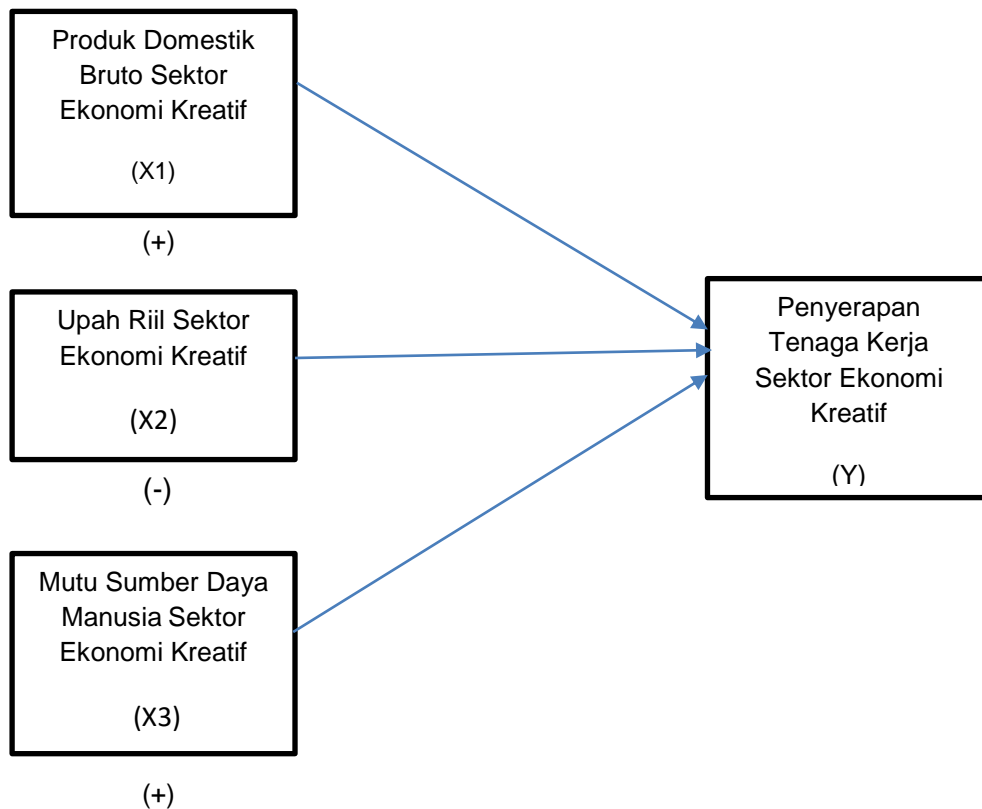 Produk Domestik
Bruto Sektor
Ekonomi Kreatif
(X1)
(+)
Upah Riil Sektor
Ekonomi Kreatif
(X2)
(-)
Mutu Sumber Daya
Manusia Sektor
Ekonomi Kreatif
(X3)
(+)
Penyerapan
Tenaga Kerja
Sektor Ekonomi
Kreatif
(Y)